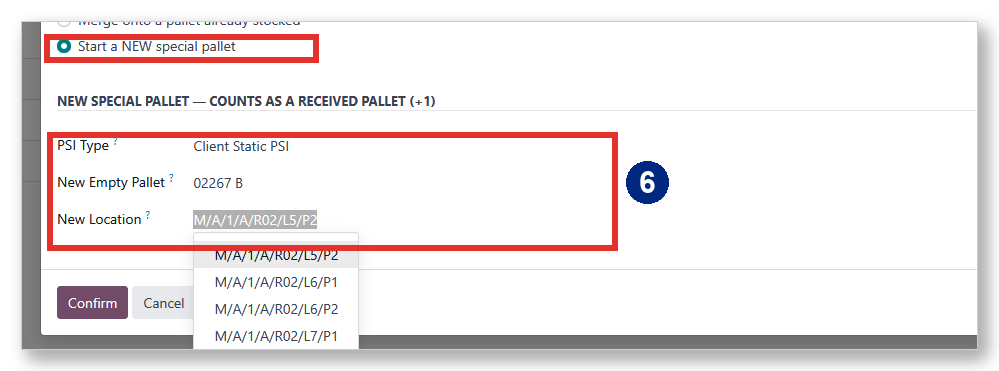 Merge onto a pallet already stocked
Start a NEW special pallet
NEW SPECIAL PALLET — COUNTS AS A RECEIVED PALLET (+1)
PSI Type ? Client Static PSI
New Empty Pallet ? 02267 B
New Location ? M/A/1/A/R02/L5/P2
M/A/1/A/R02/L5/P2
M/A/1/A/R02/L6/P1
M/A/1/A/R02/L6/P2
M/A/1/A/R02/L7/P1
Confirm Cancel
6